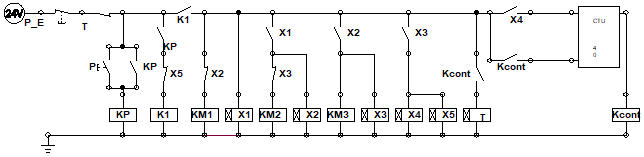 24V
P_E
T
K1
X4
CTU
4
0
KP
X1
X2
X3
P
KP
X5
X2
X3
Kcont
Kcont
KP
K1
KM1
X1
KM2
X2
KM3
X3
X4
X5
T
Kcont